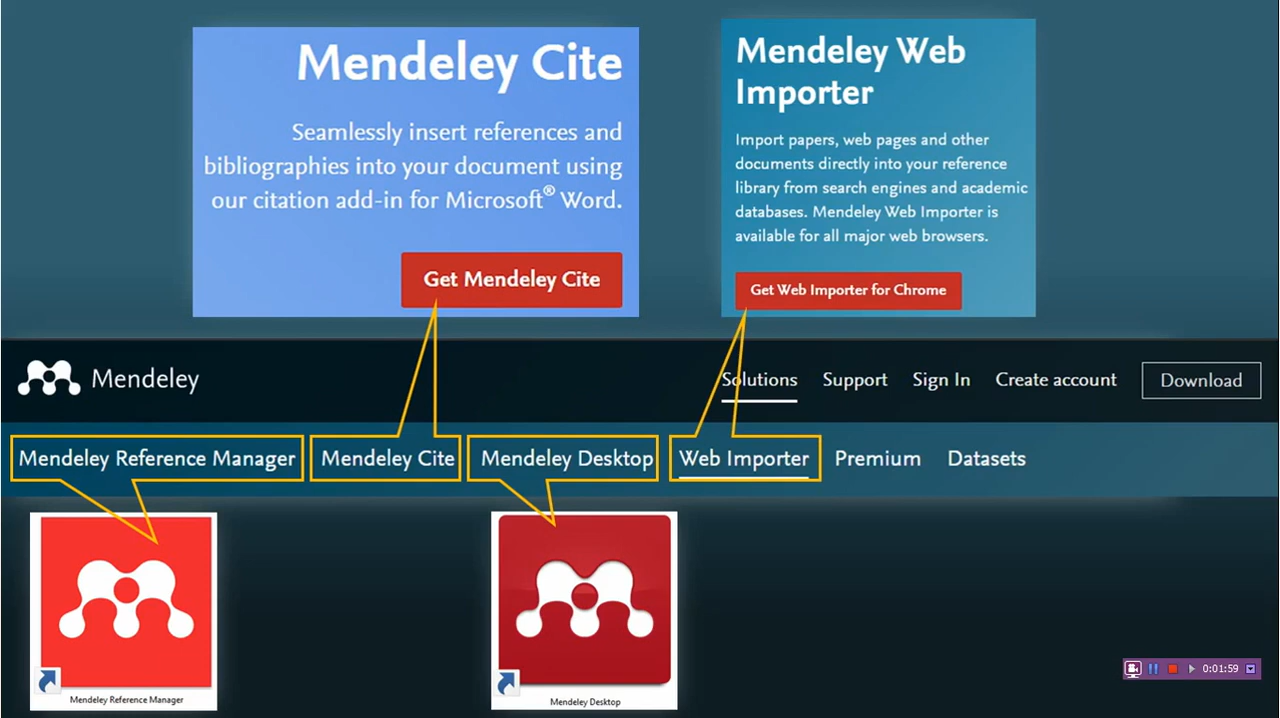 Mendeley Cite
Seamlessly insert references and
bibliographies into your document using
our citation add-in for Microsoft® Word.
Get Mendeley Cite
Mendeley Web
Importer
Import papers, web pages and other
documents directly into your reference
library from search engines and academic
databases. Mendeley Web Importer is
available for all major web browsers.
Get Web Importer for Chrome
Mendeley
Solutions
Support
Sign In
Create account
Download
Mendeley Reference Manager
Mendeley Cite
Mendeley Desktop
Web Importer
Premium
Datasets
Mendeley Reference Manager
Mendeley Desktop
0:01:59